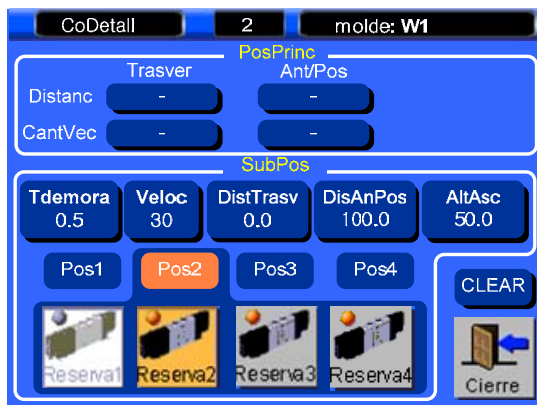 CoDetall 2 molde: W1
PosPrinc
Trasver Ant/Pos
Distanc - -
CantVec - -
SubPos
Tdemora Veloc DistTrasv DisAnPos AltAsc
0.5 30 0.0 100.0 50.0
Pos1 Pos2 Pos3 Pos4
CLEAR
Reserva1 Reserva2 Reserva3 Reserva4
Cierre